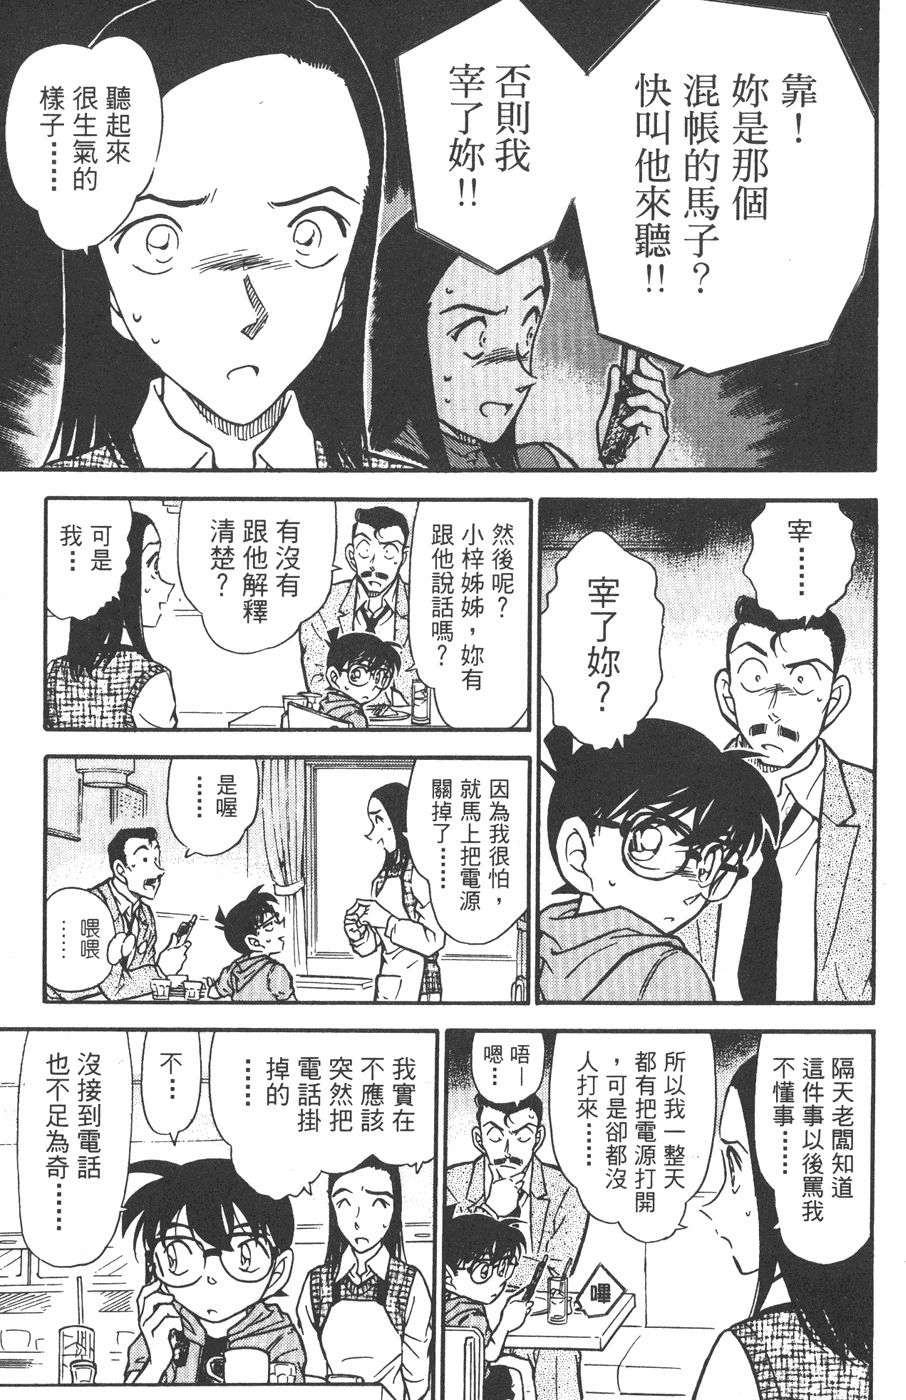 靠！
妳是那個
混帳的馬子？
快叫他來聽!!
否則我
宰了妳!!
聽起來
很生氣的
樣子……
宰…
…
宰了妳？
然後呢？
小梓姊姊，妳有
跟他說話嗎？
有沒有
跟他解釋
清楚？
可是
我…
因為我很怕，
就馬上把電源
關掉了……
是喔
……
喂喂
……
隔天老闆知道
這件事以後罵我
不懂事……
所以我一整天
都有把電源打開
，可是卻都沒
人打來……
唔—
嗯…
嗶
我實在
不應該
突然把
電話掛
掉的
……
不…
沒接到電話
也不足為奇……